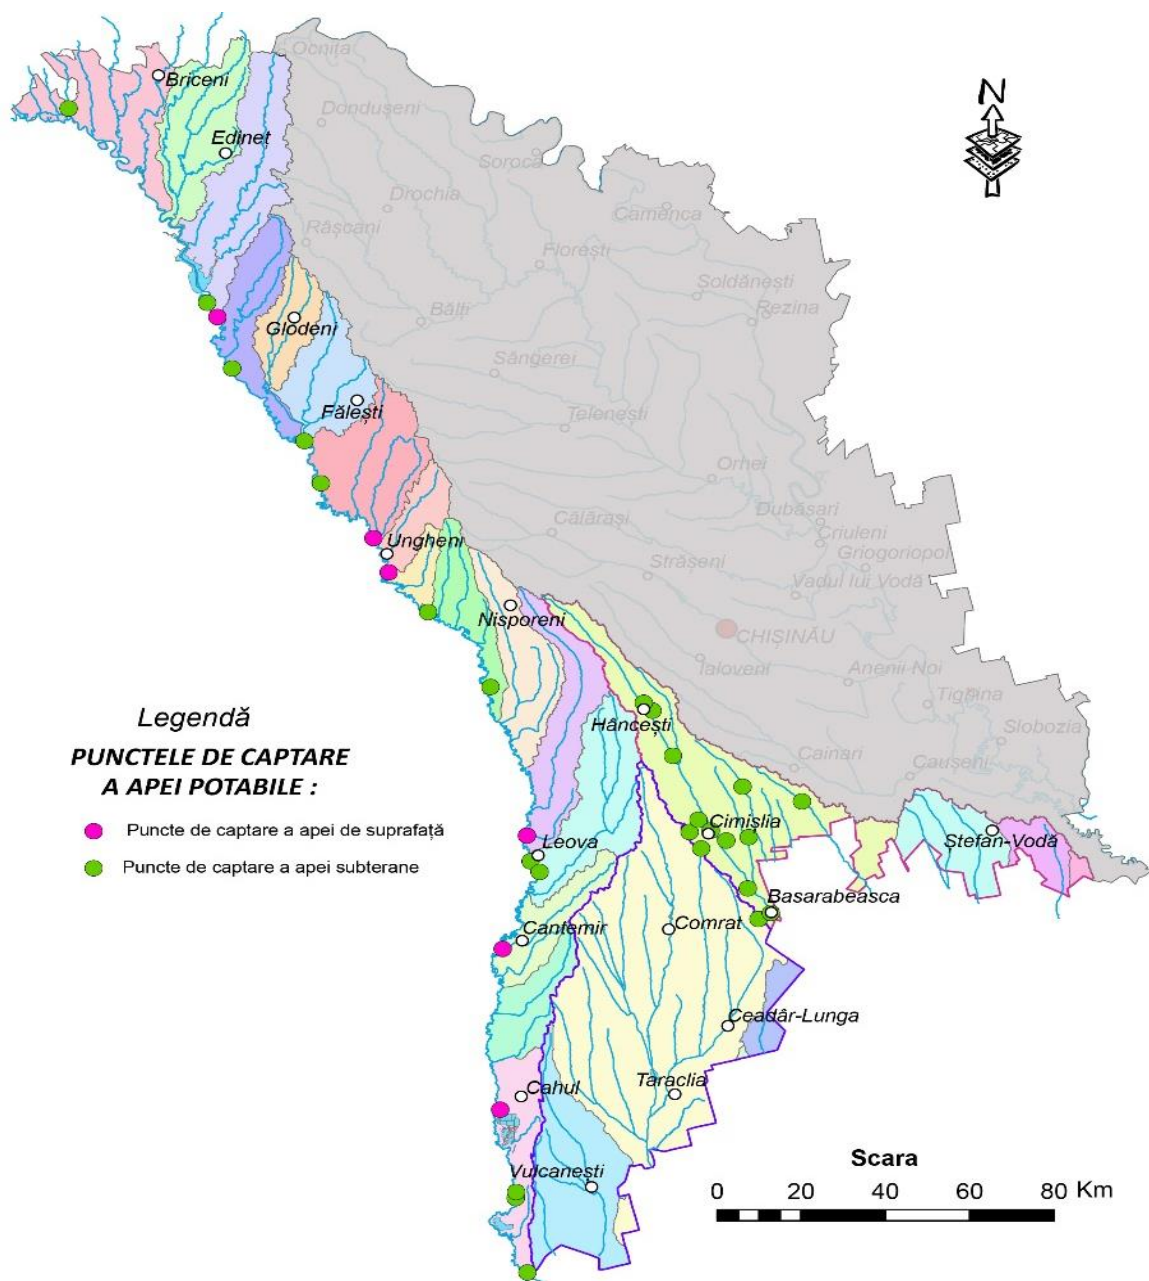 N
Ocnița
Briceni
Dondușeni
Edineț
Soroca
Drochia
Camenca
Râșcani
Florești
Șoldănești
Rezina
Bălți
Glodeni
Sângerei
Fălești
Telenești
Orhei
Dubăsari
Călărași
Criuleni
Ungheni
Griogoriopol
Strășeni
Vadul lui Vodă
Nisporeni
CHIȘINĂU
Ialoveni
Anenii Noi
Tighina
Hâncești
Slobozia
Cainari
Causeni
Legendă
PUNCTELE DE CAPTARE
A APEI POTABILE :
Puncte de captare a apei de suprafață
Puncte de captare a apei subterane
Cimislia
Ștefan-Vodă
Leova
Basarabeasca
Cantemir
Comrat
Ceadâr-Lunga
Cahul
Taraclia
Vulcanești
Scara
0 20 40 60 80 Km